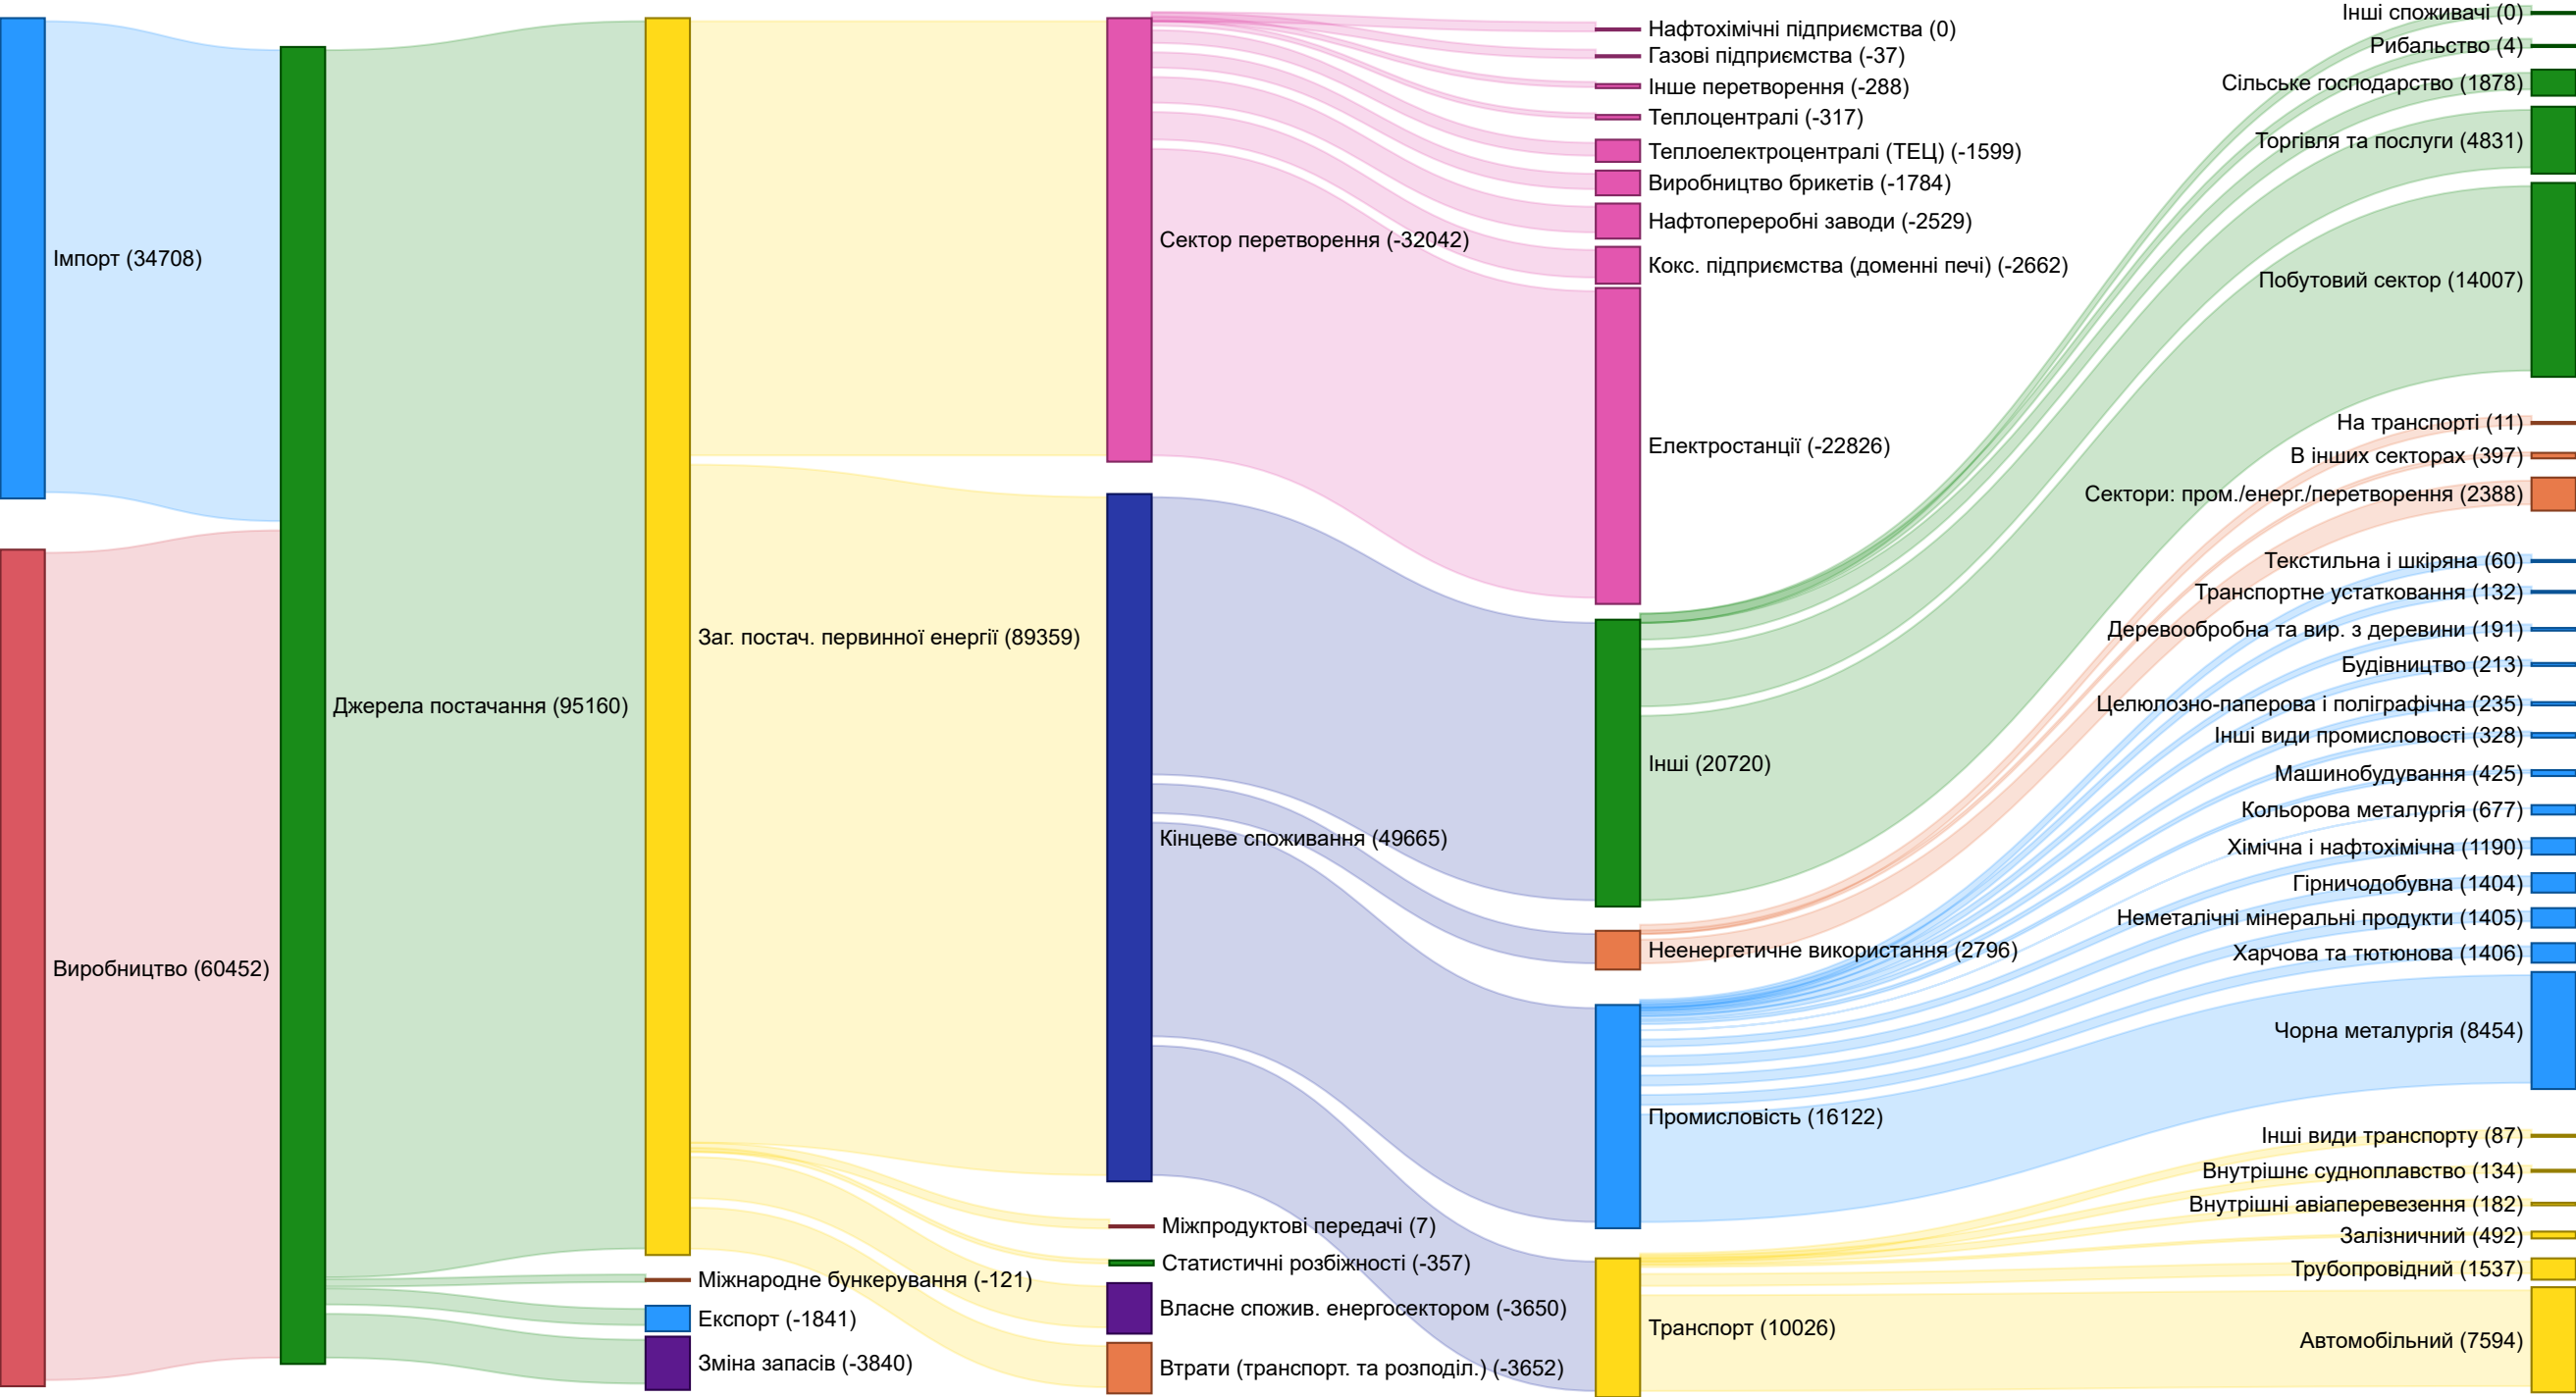 Імпорт (34708)
Виробництво (60452)
Джерела постачання (95160)
Заг. постач. первинної енергії (89359)
Міжнародне бункерування (-121)
Експорт (-1841)
Зміна запасів (-3840)
Сектор перетворення (-32042)
Кінцеве споживання (49665)
Міжпродуктові передачі (7)
Статистичні розбіжності (-357)
Власне спожив. енергосектором (-3650)
Втрати (транспорт. та розподіл.) (-3652)
Нафтохімічні підприємства (0)
Газові підприємства (-37)
Інше перетворення (-288)
Теплоцентралі (-317)
Теплоелектроцентралі (ТЕЦ) (-1599)
Виробництво брикетів (-1784)
Нафтопереробні заводи (-2529)
Кокс. підприємства (доменні печі) (-2662)
Електростанції (-22826)
Інші (20720)
Неенергетичне використання (2796)
Промисловість (16122)
Транспорт (10026)
Інші споживачі (0)
Рибальство (4)
Сільське господарство (1878)
Торгівля та послуги (4831)
Побутовий сектор (14007)
На транспорті (11)
В інших секторах (397)
Сектори: пром./енерг./перетворення (2388)
Текстильна і шкіряна (60)
Транспортне устатковання (132)
Деревообробна та вир. з деревини (191)
Будівництво (213)
Целюлозно-паперова і поліграфічна (235)
Інші види промисловості (328)
Машинобудування (425)
Кольорова металургія (677)
Хімічна і нафтохімічна (1190)
Гірничодобувна (1404)
Неметалічні мінеральні продукти (1405)
Харчова та тютюнова (1406)
Чорна металургія (8454)
Інші види транспорту (87)
Внутрішнє судноплавство (134)
Внутрішні авіаперевезення (182)
Залізничний (492)
Трубопровідний (1537)
Автомобільний (7594)